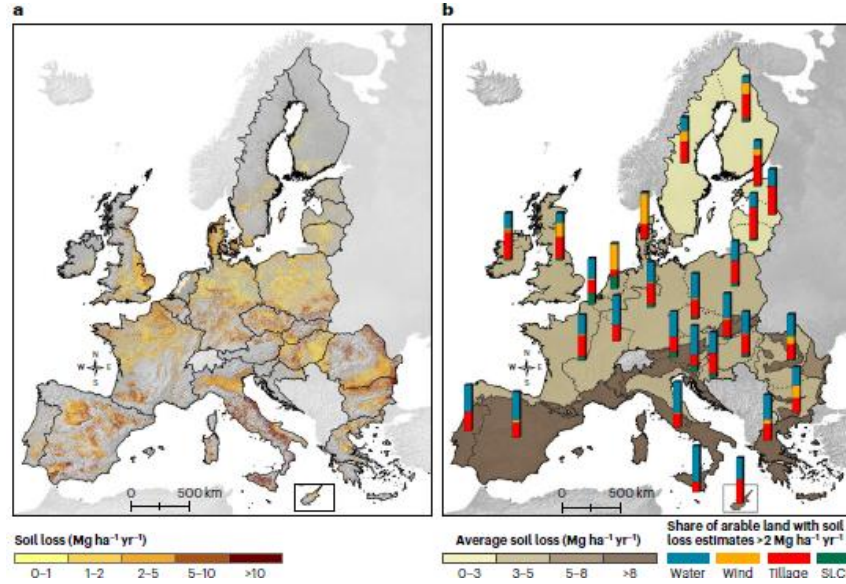 a
b
N
W E
S
0 500 km
N
W E
S
0 500 km
Soil loss (Mg ha⁻¹ yr⁻¹)
0–1 1–2 2–5 5–10 >10
Average soil loss (Mg ha⁻¹ yr⁻¹)
0–3 3–5 5–8 >8
Share of arable land with soil
loss estimates >2 Mg ha⁻¹ yr⁻¹
Water Wind Tillage SLC